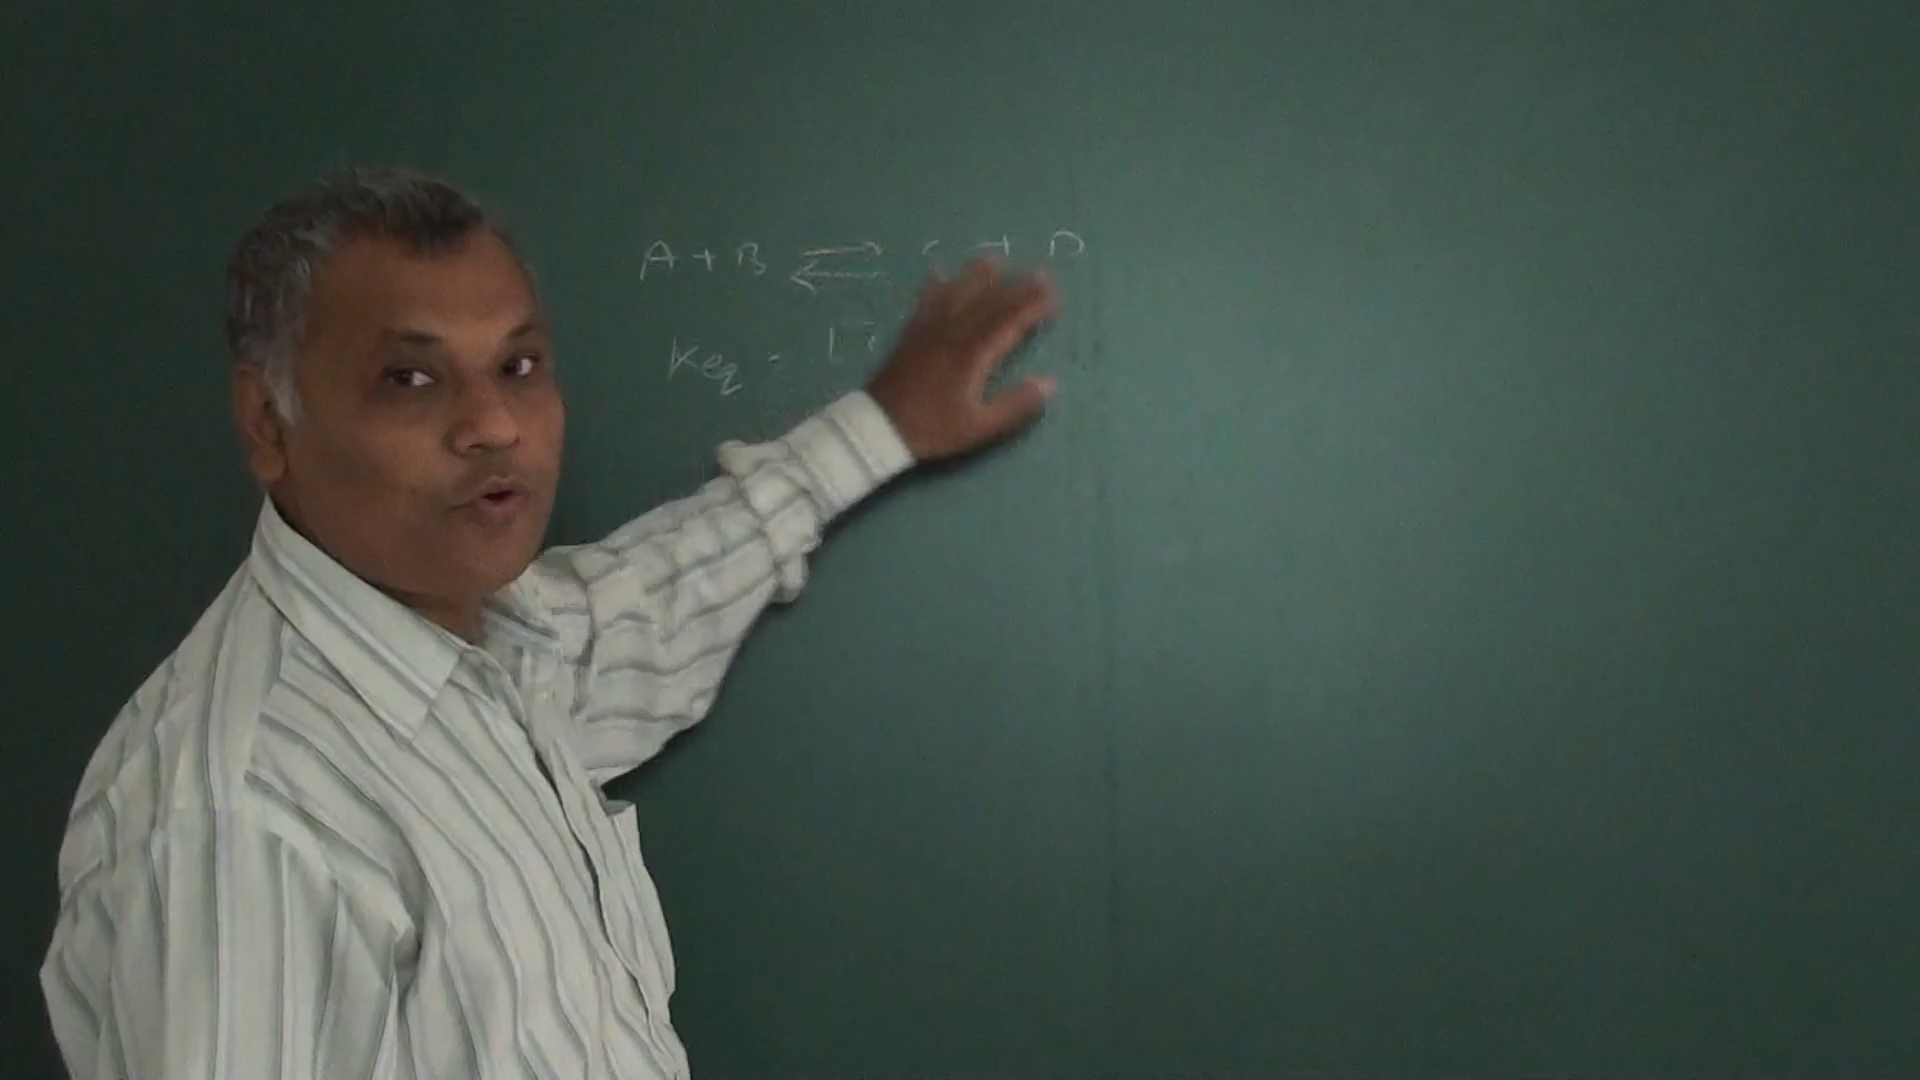 A + B ⇌ C + D
Keq =